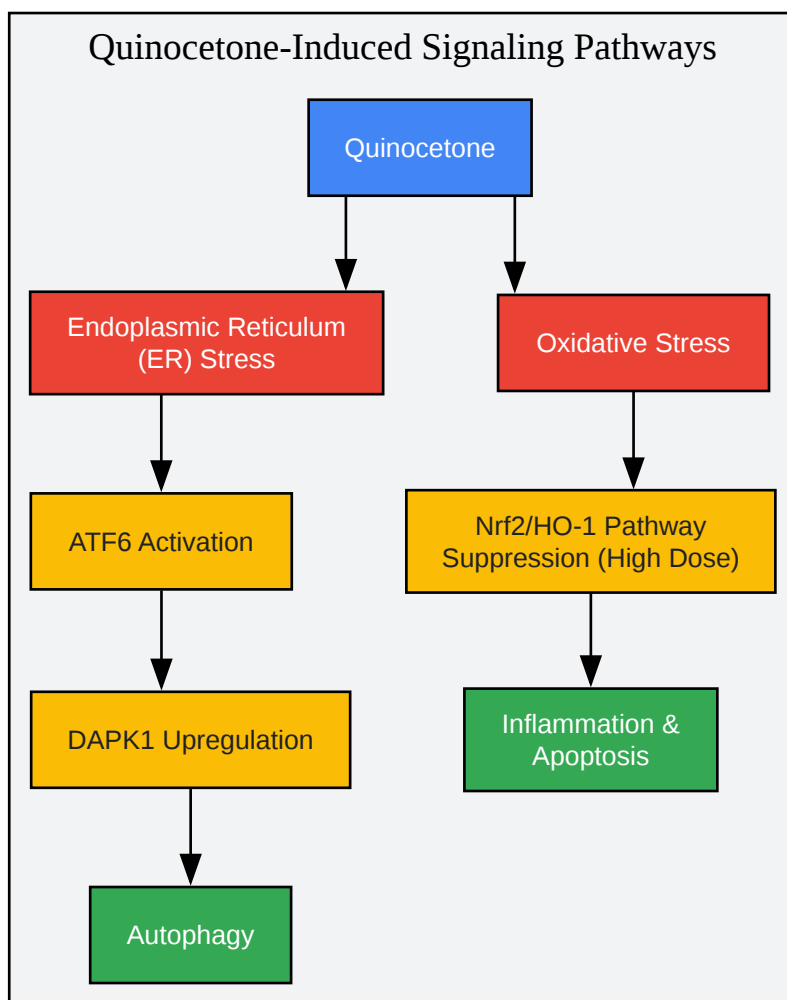 Quinocetone-Induced Signaling Pathways
Quinocetone
Endoplasmic Reticulum
(ER) Stress
Oxidative Stress
ATF6 Activation
Nrf2/HO-1 Pathway
Suppression (High Dose)
DAPK1 Upregulation
Inflammation &
Apoptosis
Autophagy